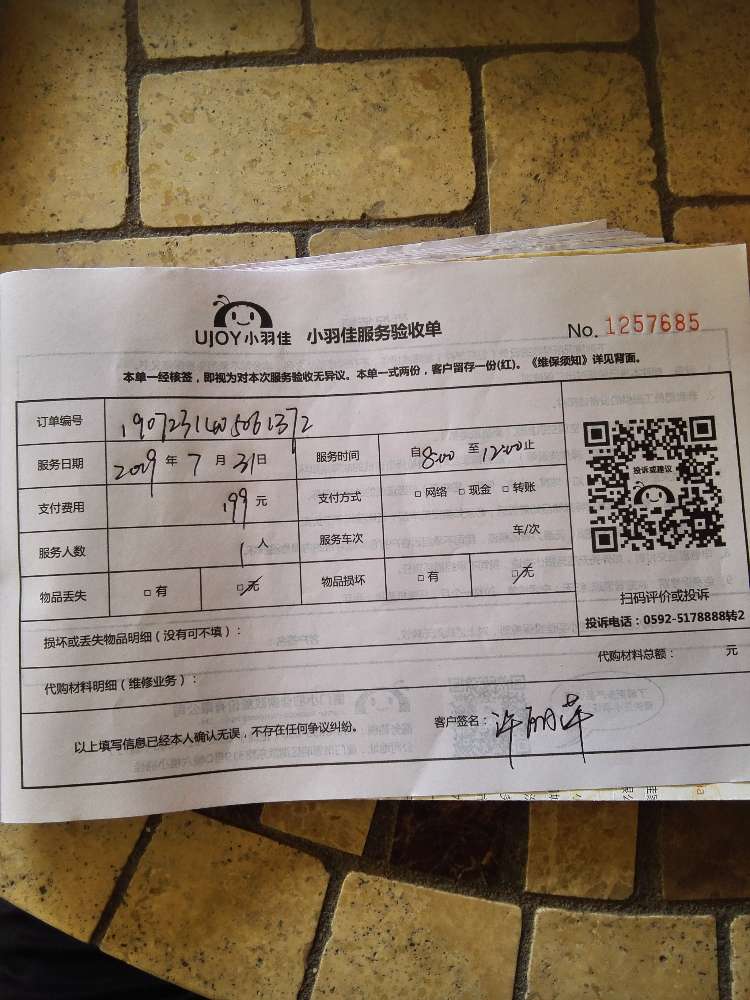 UJOY小羽佳 小羽佳服务验收单 No. 1257685
本单一经核签，即视为对本次服务验收无异议。本单一式两份，客户留存一份(红)。《维保须知》详见背面。
订单编号 1907231405061372
服务日期 2019 年 7 月 31 日 服务时间 自 8:00 至 12:00 止
支付费用 199 元 支付方式 □ 网络 □ 现金 □ 转账
服务人数 1 人 服务车次 车/次
物品丢失 □ 有 □ 无 物品损坏 □ 有 □ 无
投诉或建议
扫码评价或投诉
投诉电话：0592-5178888转2
损坏或丢失物品明细（没有可不填）：
代购材料明细（维修业务）： 代购材料总额： 元
以上填写信息已经本人确认无误，不存在任何争议纠纷。 客户签名： 许丽萍